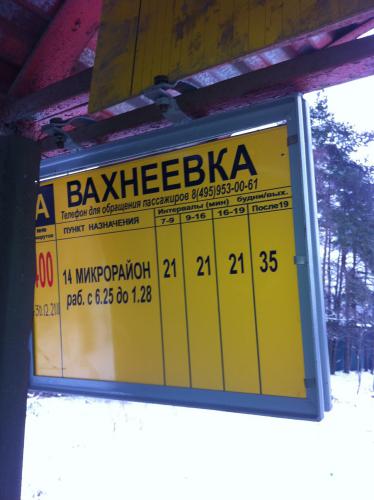 А ВАХНЕЕВКА
Телефон для обращения пассажиров 8(495)953-00-61
ПУНКТ НАЗНАЧЕНИЯ
Интервалы (мин) будни/вых.
7-9 9-16 16-19 После19
400 14 МИКРОРАЙОН 21 21 21 35
раб. с 6.25 до 1.28